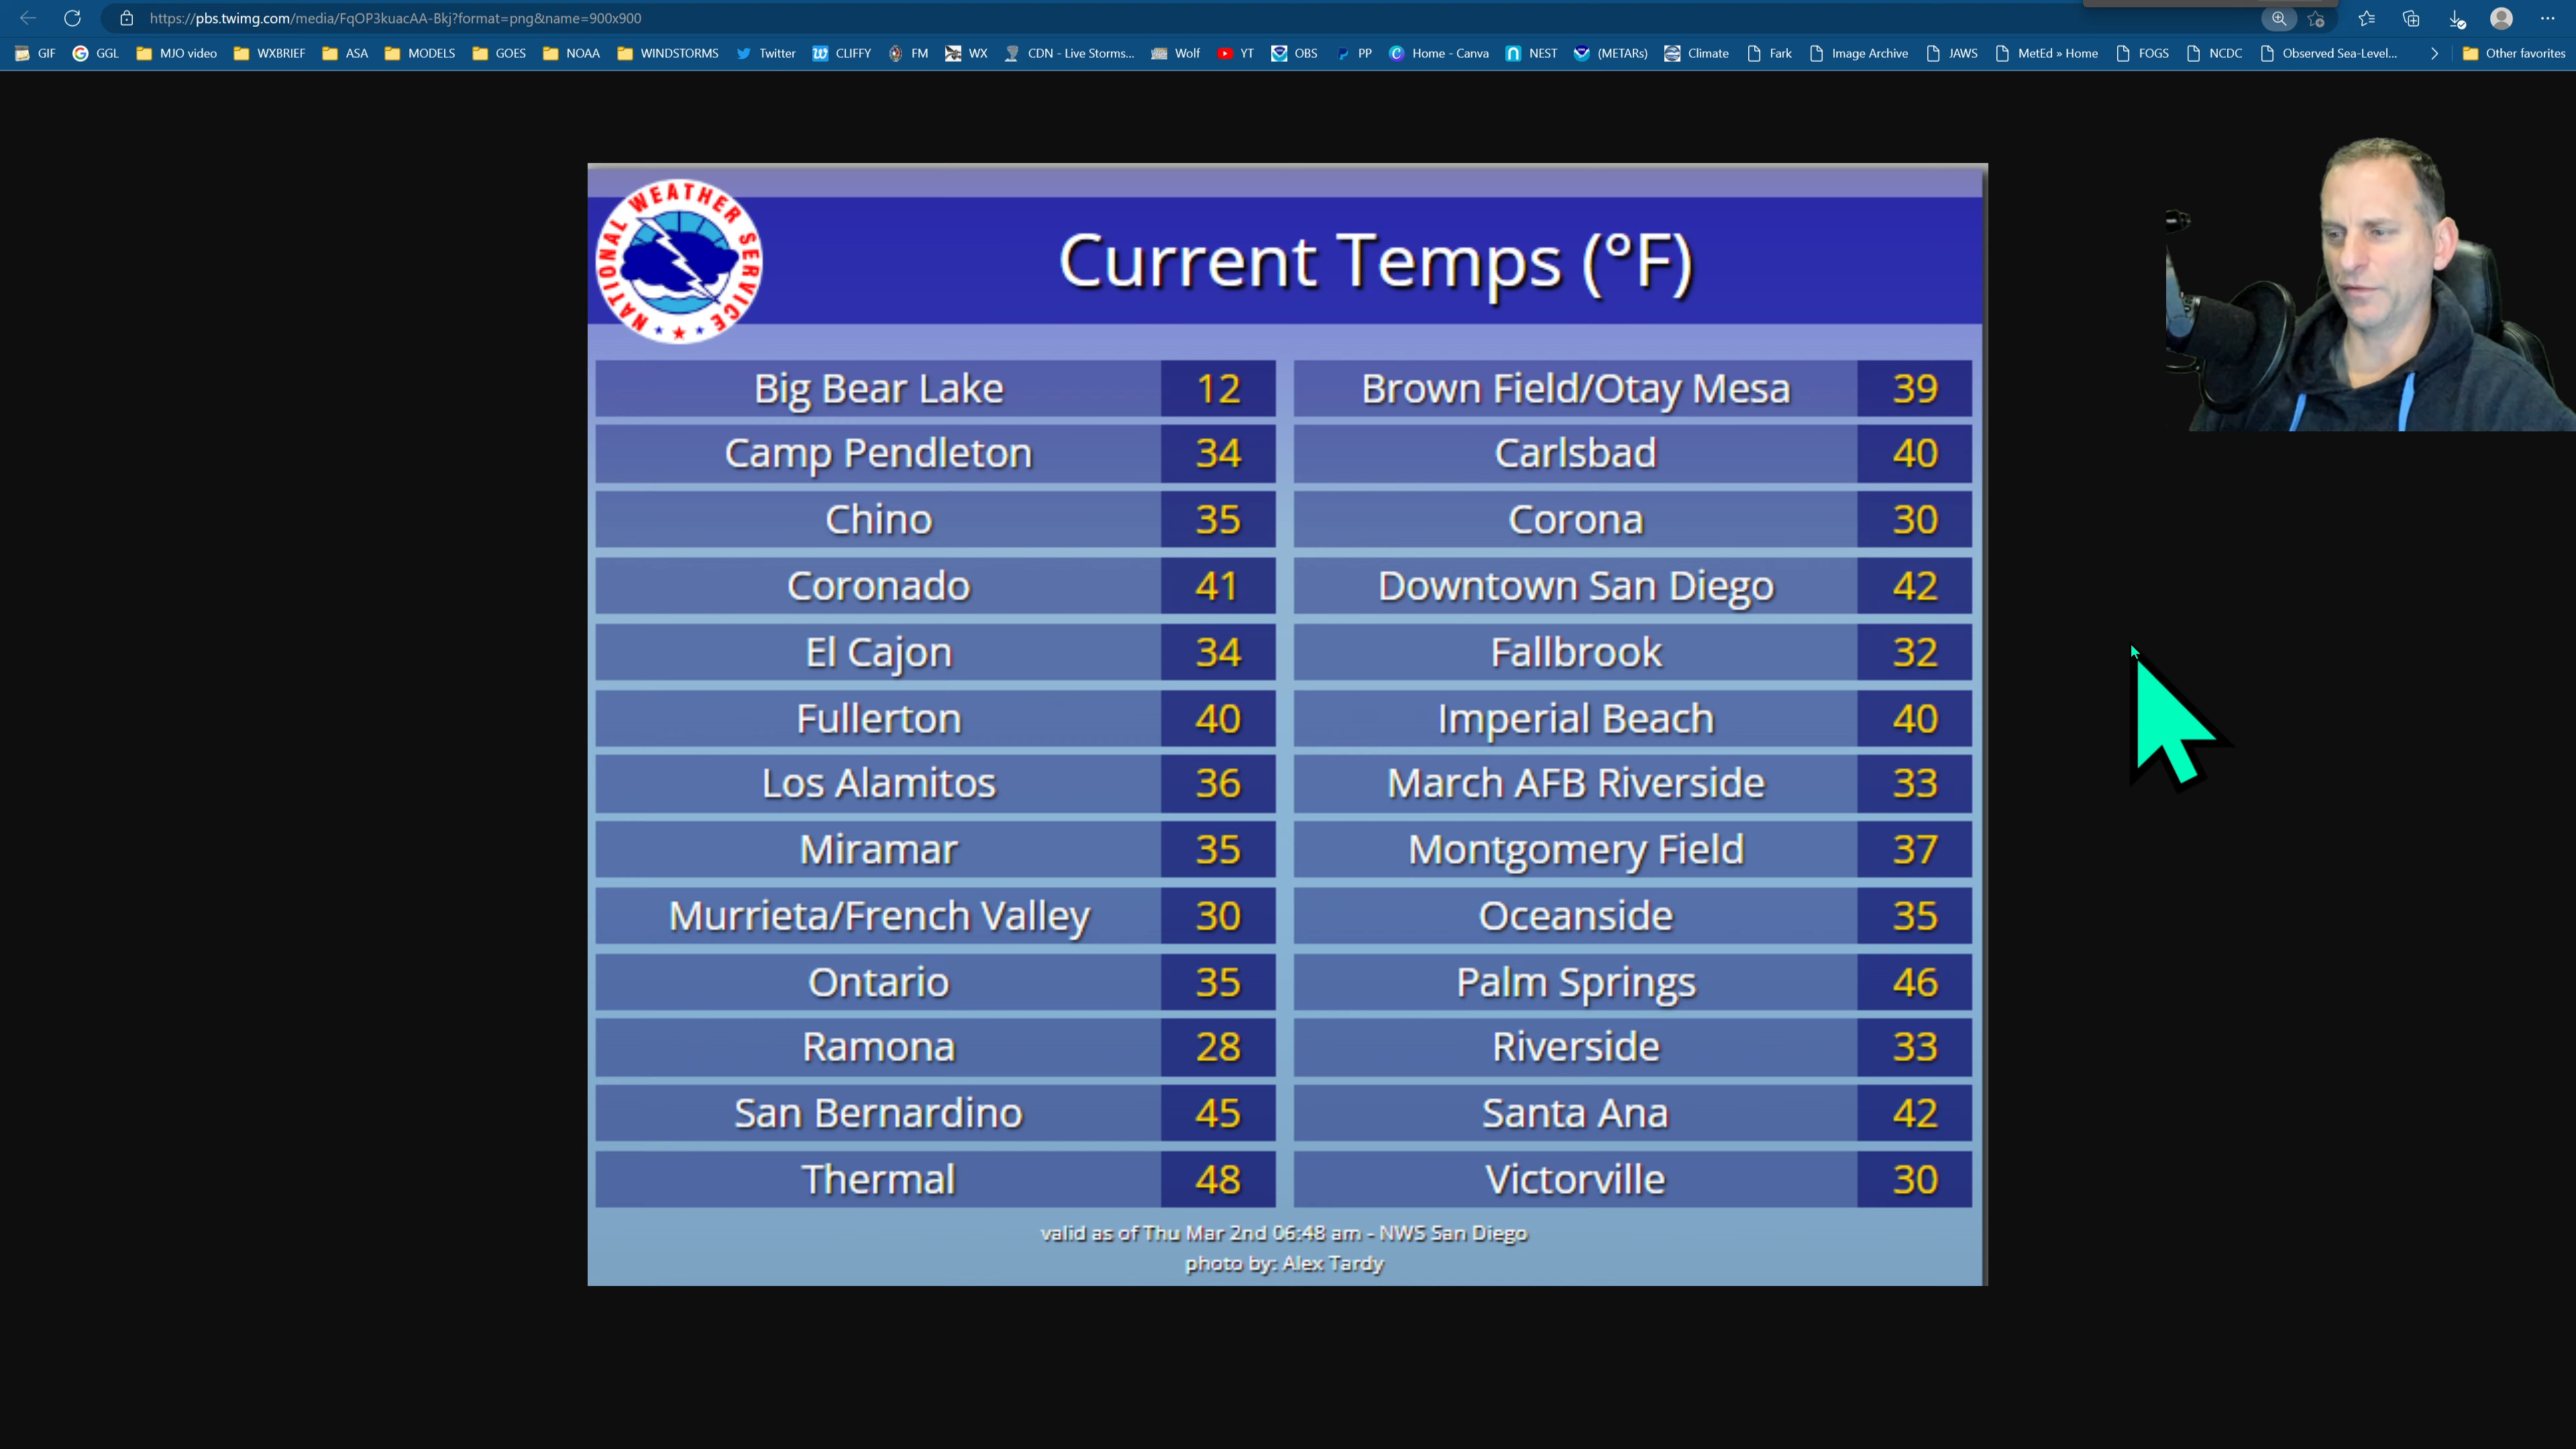 https://pbs.twimg.com/media/FqOP3kuacAA-Bkj?format=png&name=900x900
GIF GGL MJO video WXBRIEF ASA MODELS GOES NOAA WINDSTORMS Twitter CLIFFY FM WX CDN - Live Storms... Wolf YT OBS PP Home - Canva NEST (METARs) Climate Fark Image Archive JAWS MetEd » Home FOGS NCDC Observed Sea-Level... Other favorites
NATIONAL WEATHER SERVICE
Current Temps (°F)
Big Bear Lake 12 Brown Field/Otay Mesa 39
Camp Pendleton 34 Carlsbad 40
Chino 35 Corona 30
Coronado 41 Downtown San Diego 42
El Cajon 34 Fallbrook 32
Fullerton 40 Imperial Beach 40
Los Alamitos 36 March AFB Riverside 33
Miramar 35 Montgomery Field 37
Murrieta/French Valley 30 Oceanside 35
Ontario 35 Palm Springs 46
Ramona 28 Riverside 33
San Bernardino 45 Santa Ana 42
Thermal 48 Victorville 30
valid as of Thu Mar 2nd 06:48 am - NWS San Diego
photo by: Alex Tardy